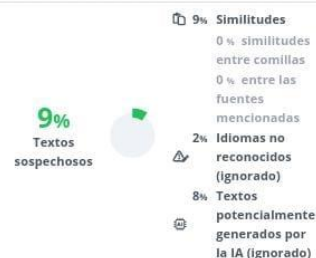 9%
Textos
sospechosos
9% Similitudes
0 % similitudes
entre comillas
0 % entre las
fuentes
mencionadas
2% Idiomas no
reconocidos
(ignorado)
8% Textos
potencialmente
generados por
la IA (ignorado)